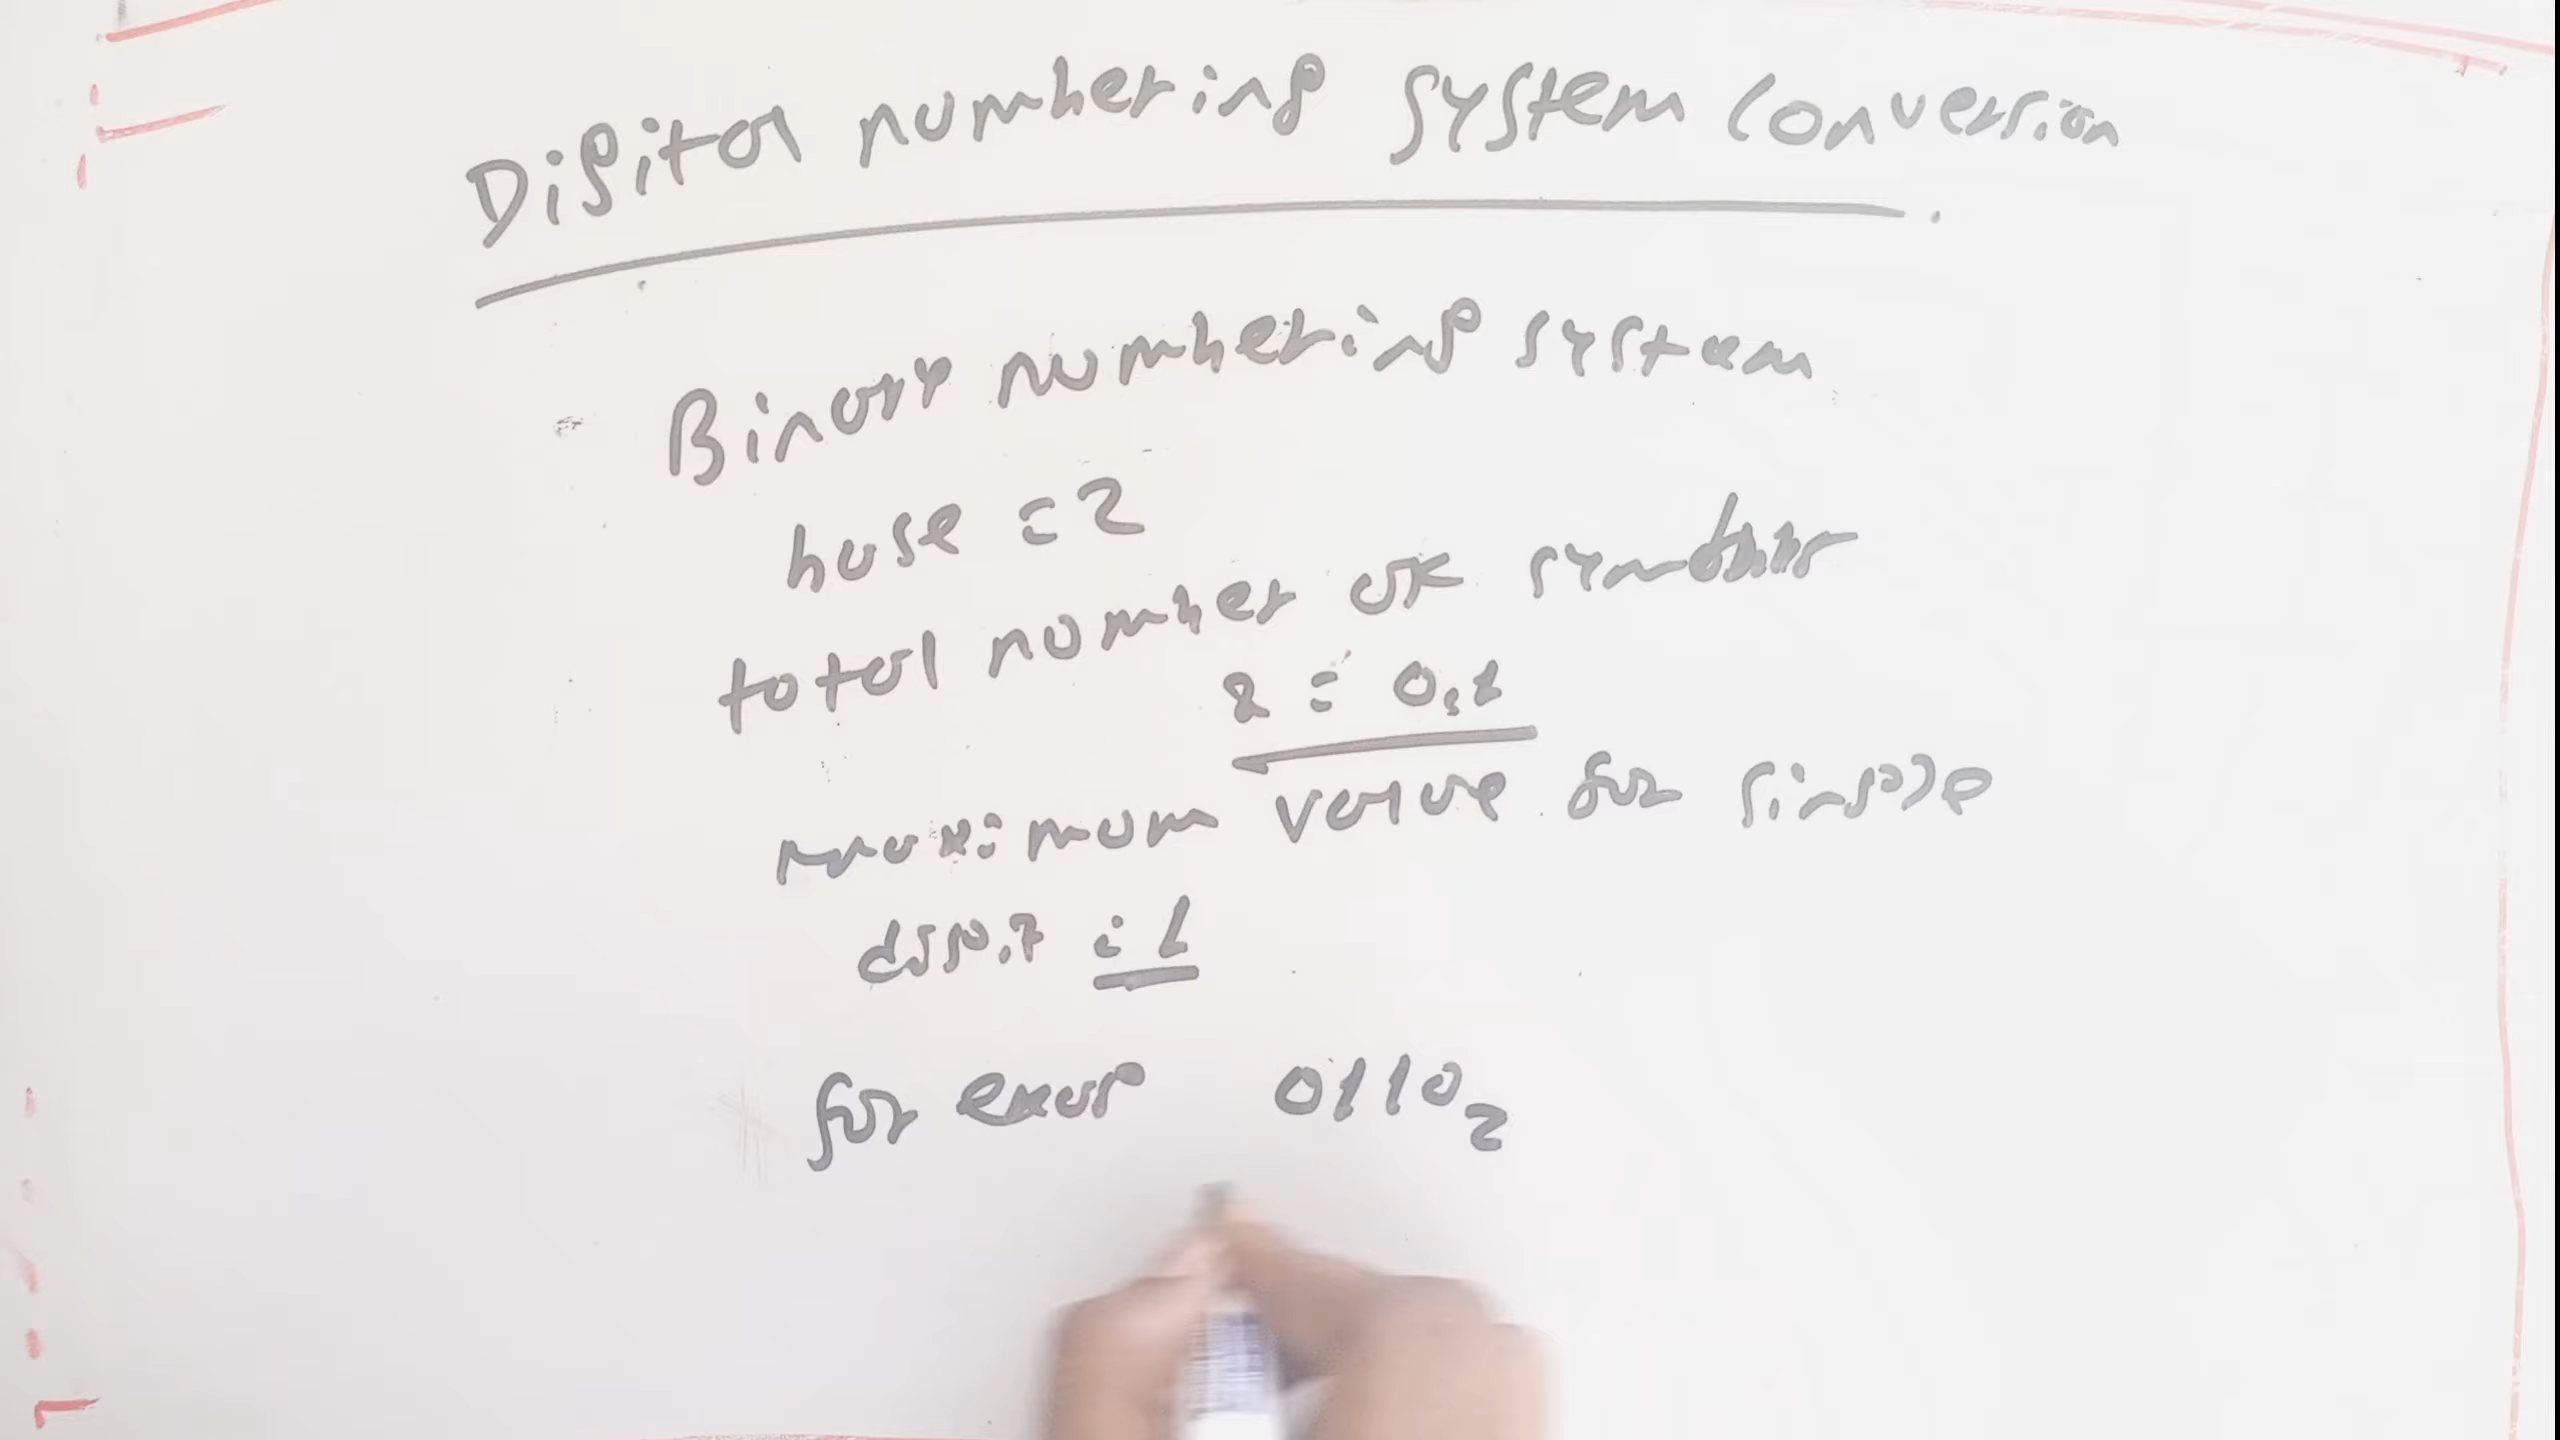 Digital numbering system conversion
Binary numbering system
base = 2
total number of symbols
2 = 0,1
maximum value for single
digit = 1
for exap 0110₂